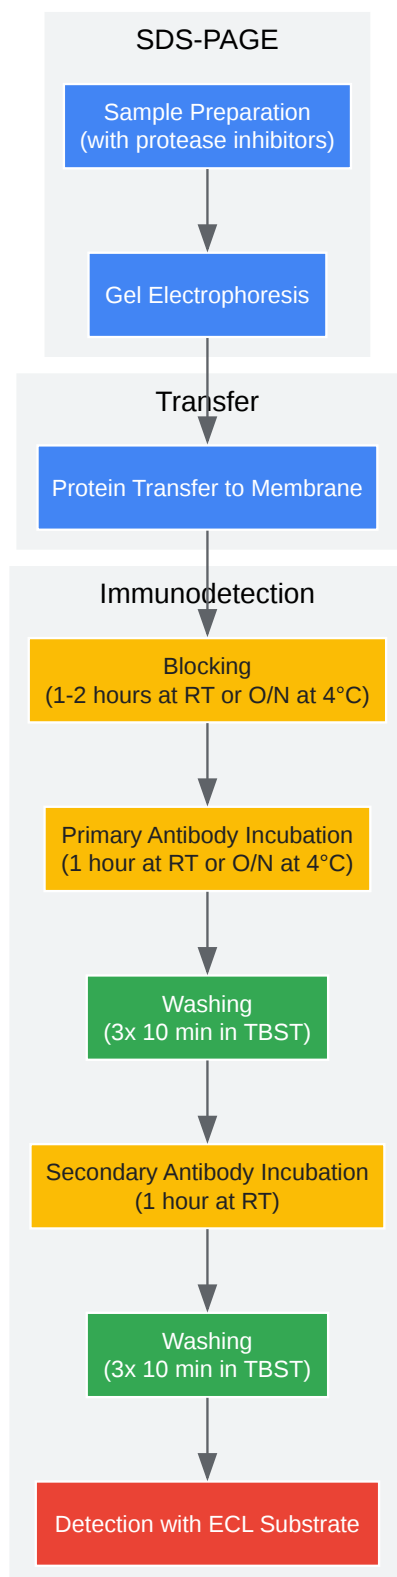 SDS-PAGE
Sample Preparation
(with protease inhibitors)
Gel Electrophoresis
Transfer
Protein Transfer to Membrane
Immunodetection
Blocking
(1-2 hours at RT or O/N at 4°C)
Primary Antibody Incubation
(1 hour at RT or O/N at 4°C)
Washing
(3x 10 min in TBST)
Secondary Antibody Incubation
(1 hour at RT)
Washing
(3x 10 min in TBST)
Detection with ECL Substrate